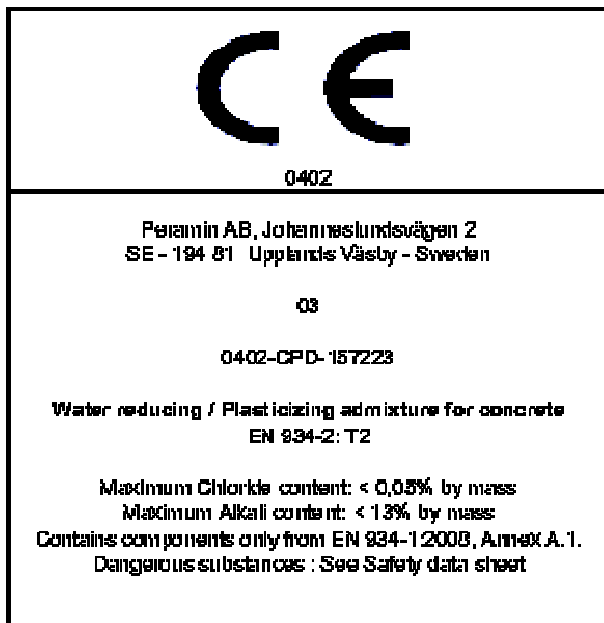 CE
0402
Peramin AB, Johanneslundsvägen 2
SE - 194 81 Upplands Väsby - Sweden
03
0402-CPD-157223
Water reducing / Plasticizing admixture for concrete
EN 934-2: T2
Maximum Chloride content: < 0,05% by mass
Maximum Alkali content: < 13% by mass
Contains components only from EN 934-1:2008, Annex A.1.
Dangerous substances : See Safety data sheet